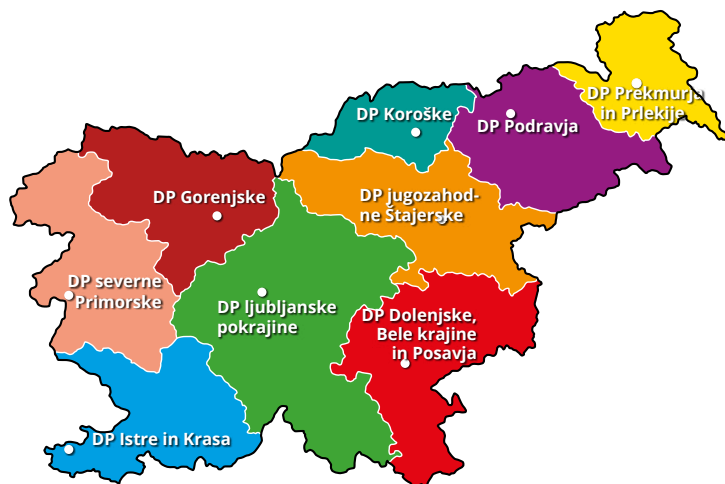 DP Prekmurja
in Prlekije
DP Koroške
DP Podravja
DP Gorenjske
DP jugozahod-
ne Štajerske
DP severne
Primorske
DP ljubljanske
pokrajine
DP Dolenjske,
Bele krajine
in Posavja
DP Istre in Krasa